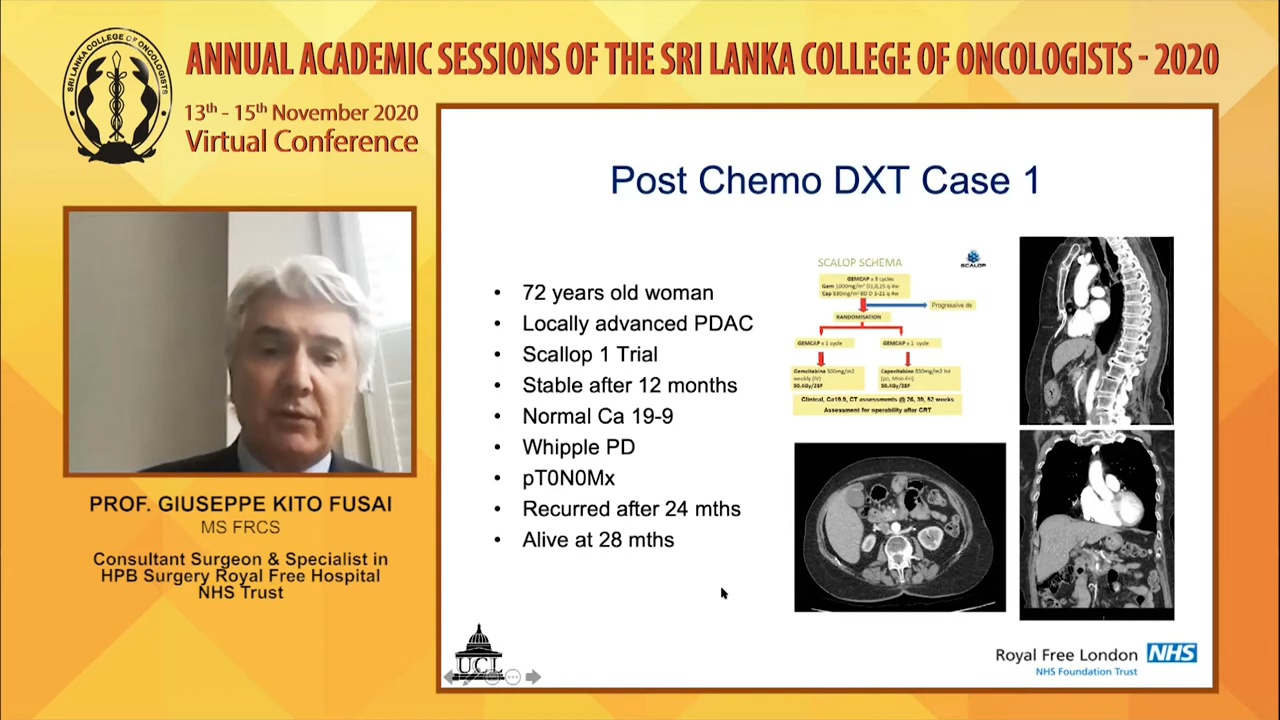 SRI LANKA COLLEGE OF ONCOLOGISTS
ANNUAL ACADEMIC SESSIONS OF THE SRI LANKA COLLEGE OF ONCOLOGISTS - 2020
13th - 15th November 2020
Virtual Conference
PROF. GIUSEPPE KITO FUSAI
MS FRCS
Consultant Surgeon & Specialist in
HPB Surgery Royal Free Hospital
NHS Trust
Post Chemo DXT Case 1
• 72 years old woman
• Locally advanced PDAC
• Scallop 1 Trial
• Stable after 12 months
• Normal Ca 19-9
• Whipple PD
• pT0N0Mx
• Recurred after 24 mths
• Alive at 28 mths
SCALOP SCHEMA
SCALOP
GEMCAP x 3 cycles
Gem 1000mg/m² D1,8,15 q 4w
Cap 830mg/m² BD D 1-21 q 4w
Progressive ds
RANDOMISATION
GEMCAP x 1 cycle
GEMCAP x 1 cycle
Gemcitabine 300mg/m2
weekly (IV)
50.4Gy/28F
Capecitabine 830mg/m2 bd
(po, Mon-Fri)
50.4Gy/28F
Clinical, Ca19.9, CT assessments @ 26, 39, 52 weeks
Assessment for operability after CRT
UCL
Royal Free London NHS
NHS Foundation Trust